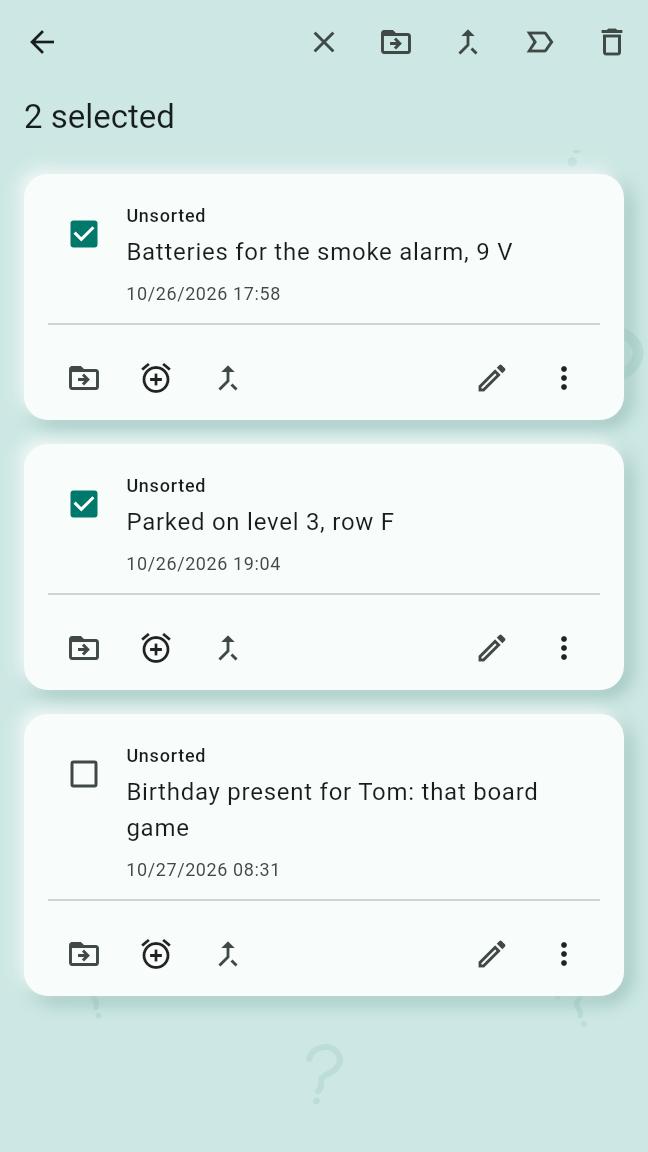 2 selected
Unsorted
Batteries for the smoke alarm, 9 V
10/26/2026 17:58
Unsorted
Parked on level 3, row F
10/26/2026 19:04
Unsorted
Birthday present for Tom: that board
game
10/27/2026 08:31